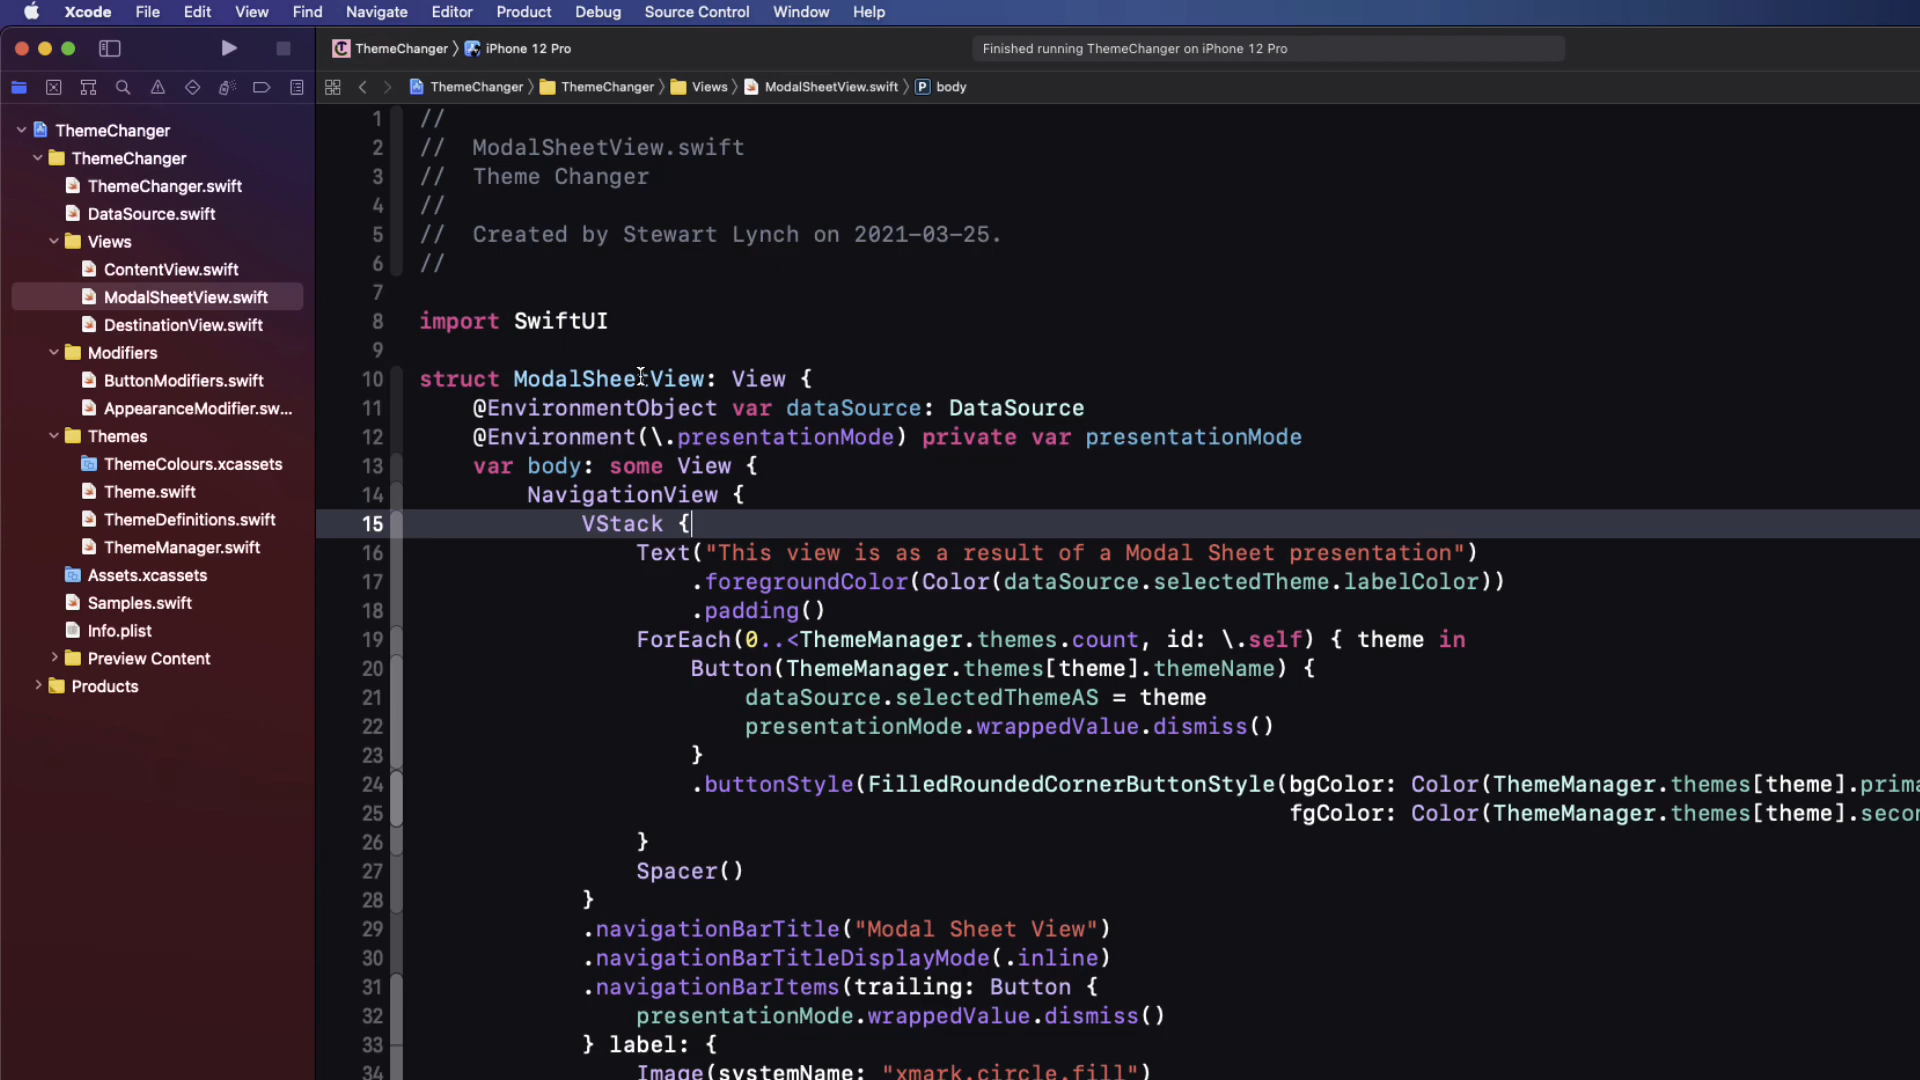 Xcode File Edit View Find Navigate Editor Product Debug Source Control Window Help
ThemeChanger iPhone 12 Pro Finished running ThemeChanger on iPhone 12 Pro
ThemeChanger ThemeChanger Views ModalSheetView.swift P body
ThemeChanger
ThemeChanger
ThemeChanger.swift
DataSource.swift
Views
ContentView.swift
ModalSheetView.swift
DestinationView.swift
Modifiers
ButtonModifiers.swift
AppearanceModifier.sw...
Themes
ThemeColours.xcassets
Theme.swift
ThemeDefinitions.swift
ThemeManager.swift
Assets.xcassets
Samples.swift
Info.plist
Preview Content
Products
1 //
2 // ModalSheetView.swift
3 // Theme Changer
4 //
5 // Created by Stewart Lynch on 2021-03-25.
6 //
7
8 import SwiftUI
9
10 struct ModalSheetView: View {
11 @EnvironmentObject var dataSource: DataSource
12 @Environment(\.presentationMode) private var presentationMode
13 var body: some View {
14 NavigationView {
15 VStack {
16 Text("This view is as a result of a Modal Sheet presentation")
17 .foregroundColor(Color(dataSource.selectedTheme.labelColor))
18 .padding()
19 ForEach(0..<ThemeManager.themes.count, id: \.self) { theme in
20 Button(ThemeManager.themes[theme].themeName) {
21 dataSource.selectedThemeAS = theme
22 presentationMode.wrappedValue.dismiss()
23 }
24 .buttonStyle(FilledRoundedCornerButtonStyle(bgColor: Color(ThemeManager.themes[theme].prima
25 fgColor: Color(ThemeManager.themes[theme].secon
26 }
27 Spacer()
28 }
29 .navigationBarTitle("Modal Sheet View")
30 .navigationBarTitleDisplayMode(.inline)
31 .navigationBarItems(trailing: Button {
32 presentationMode.wrappedValue.dismiss()
33 } label: {
34 Image(systemName: "xmark.circle.fill")